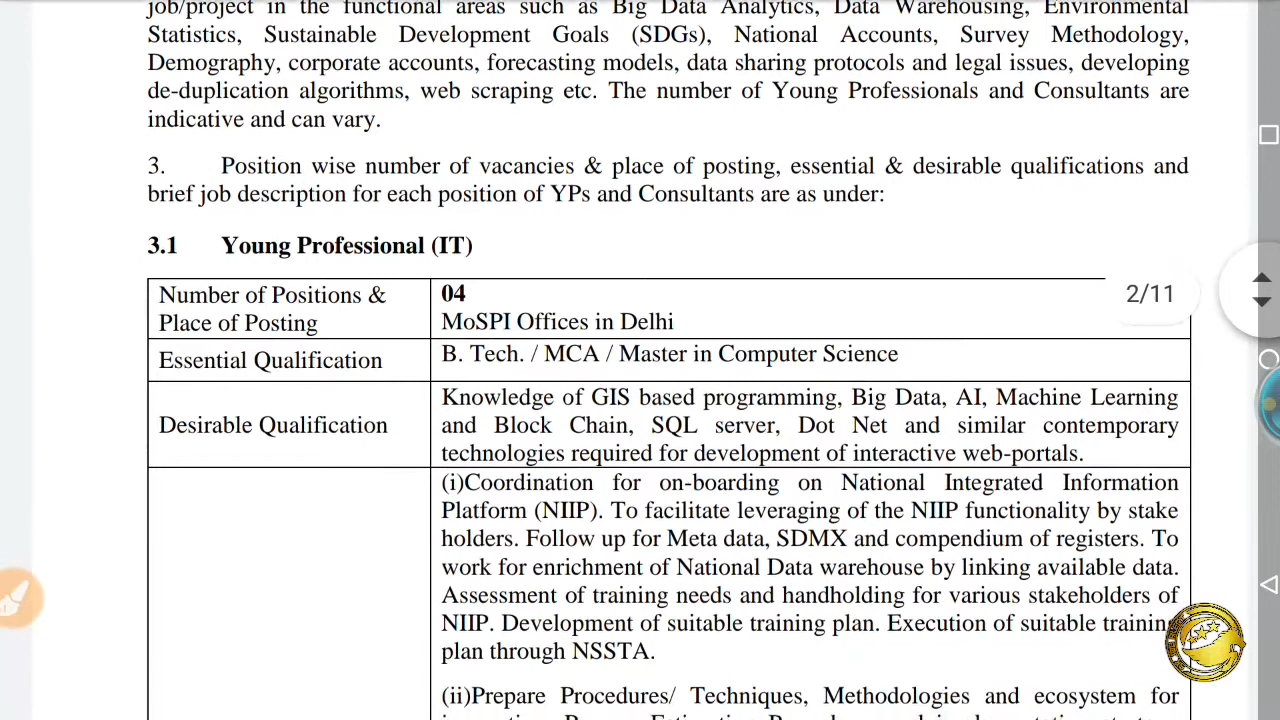 job/project in the functional areas such as Big Data Analytics, Data Warehousing, Environmental
Statistics, Sustainable Development Goals (SDGs), National Accounts, Survey Methodology,
Demography, corporate accounts, forecasting models, data sharing protocols and legal issues, developing
de-duplication algorithms, web scraping etc. The number of Young Professionals and Consultants are
indicative and can vary.
3. Position wise number of vacancies & place of posting, essential & desirable qualifications and
brief job description for each position of YPs and Consultants are as under:
3.1 Young Professional (IT)
Number of Positions &
Place of Posting
04
MoSPI Offices in Delhi
2/11
Essential Qualification
B. Tech. / MCA / Master in Computer Science
Desirable Qualification
Knowledge of GIS based programming, Big Data, AI, Machine Learning
and Block Chain, SQL server, Dot Net and similar contemporary
technologies required for development of interactive web-portals.
(i)Coordination for on-boarding on National Integrated Information
Platform (NIIP). To facilitate leveraging of the NIIP functionality by stake
holders. Follow up for Meta data, SDMX and compendium of registers. To
work for enrichment of National Data warehouse by linking available data.
Assessment of training needs and handholding for various stakeholders of
NIIP. Development of suitable training plan. Execution of suitable training
plan through NSSTA.
(ii)Prepare Procedures/ Techniques, Methodologies and ecosystem for